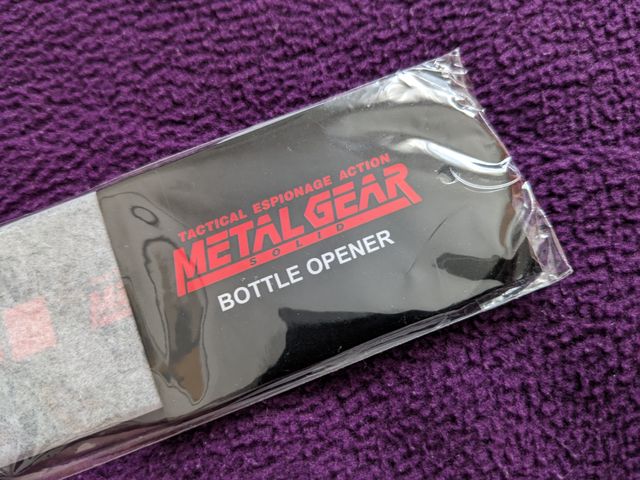 TACTICAL ESPIONAGE ACTION
METAL GEAR
SOLID
BOTTLE OPENER